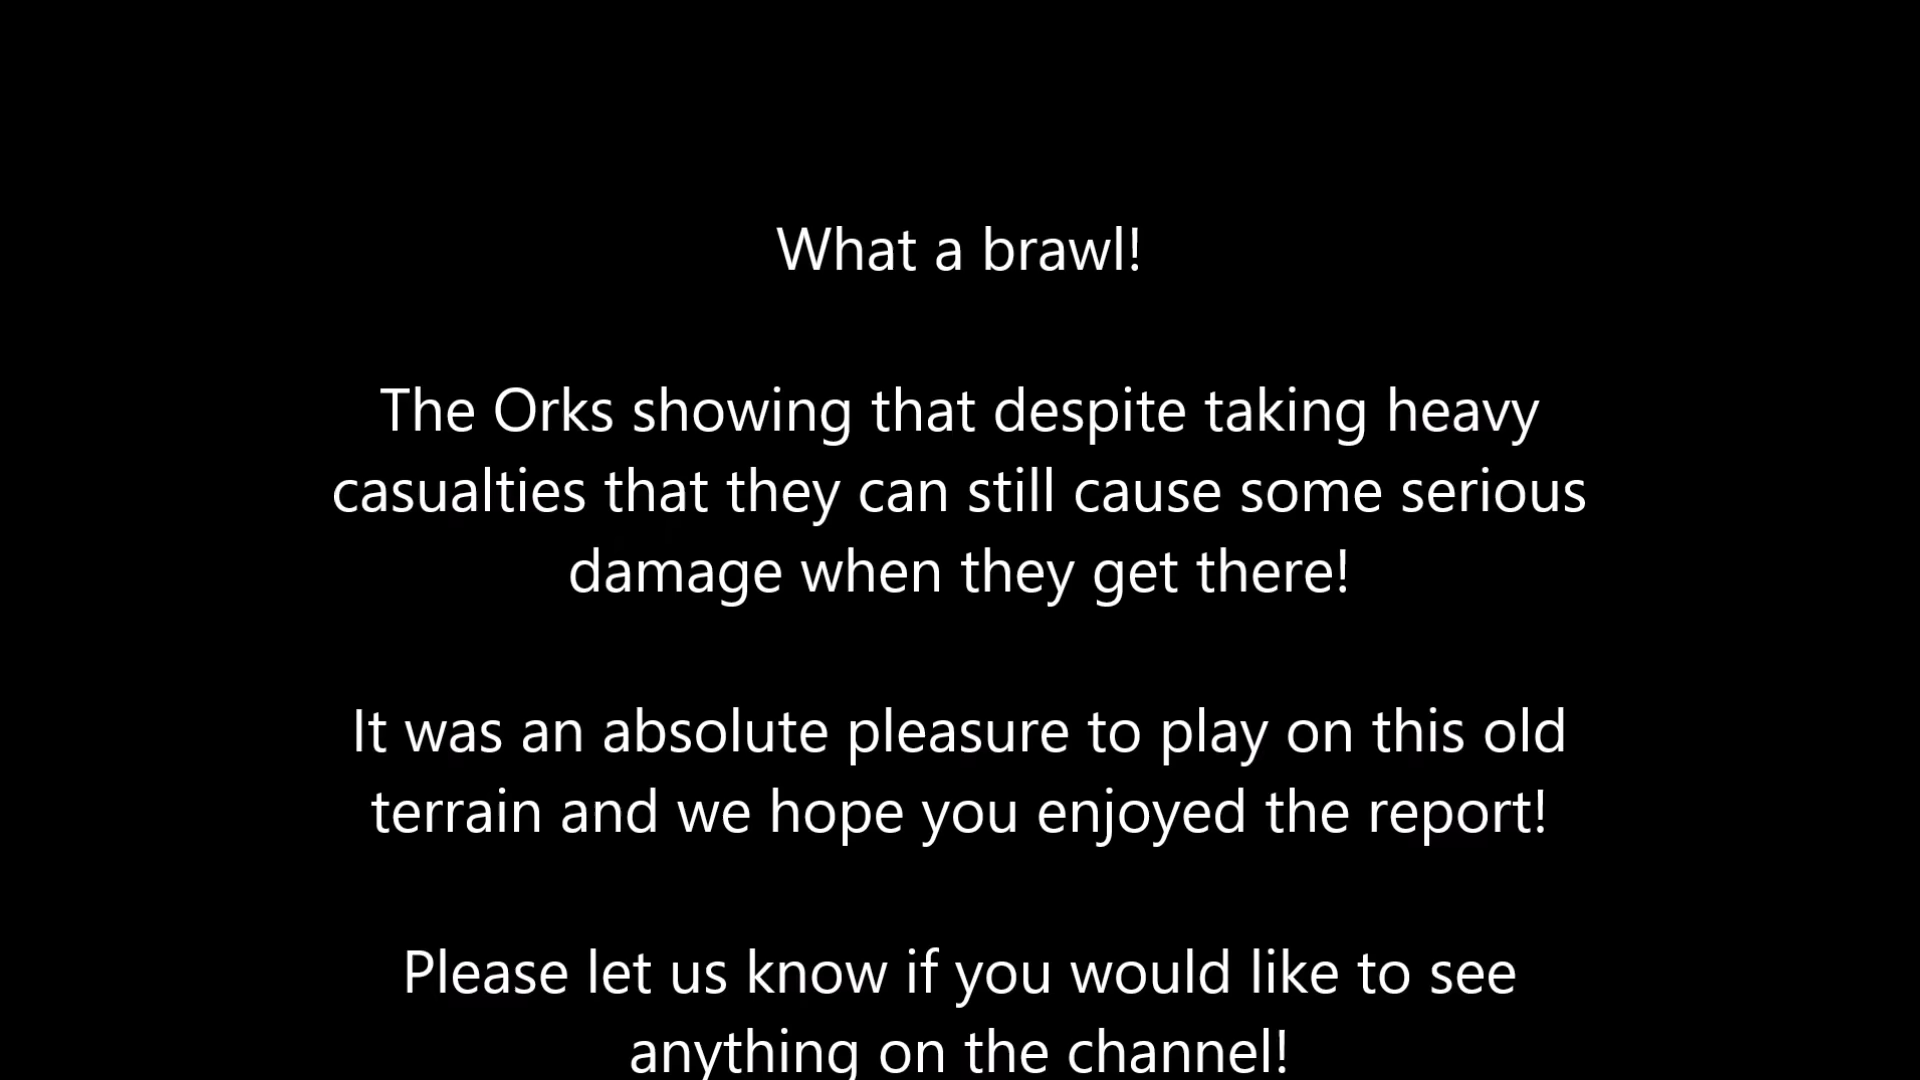 What a brawl!
The Orks showing that despite taking heavy
casualties that they can still cause some serious
damage when they get there!
It was an absolute pleasure to play on this old
terrain and we hope you enjoyed the report!
Please let us know if you would like to see
anything on the channel!